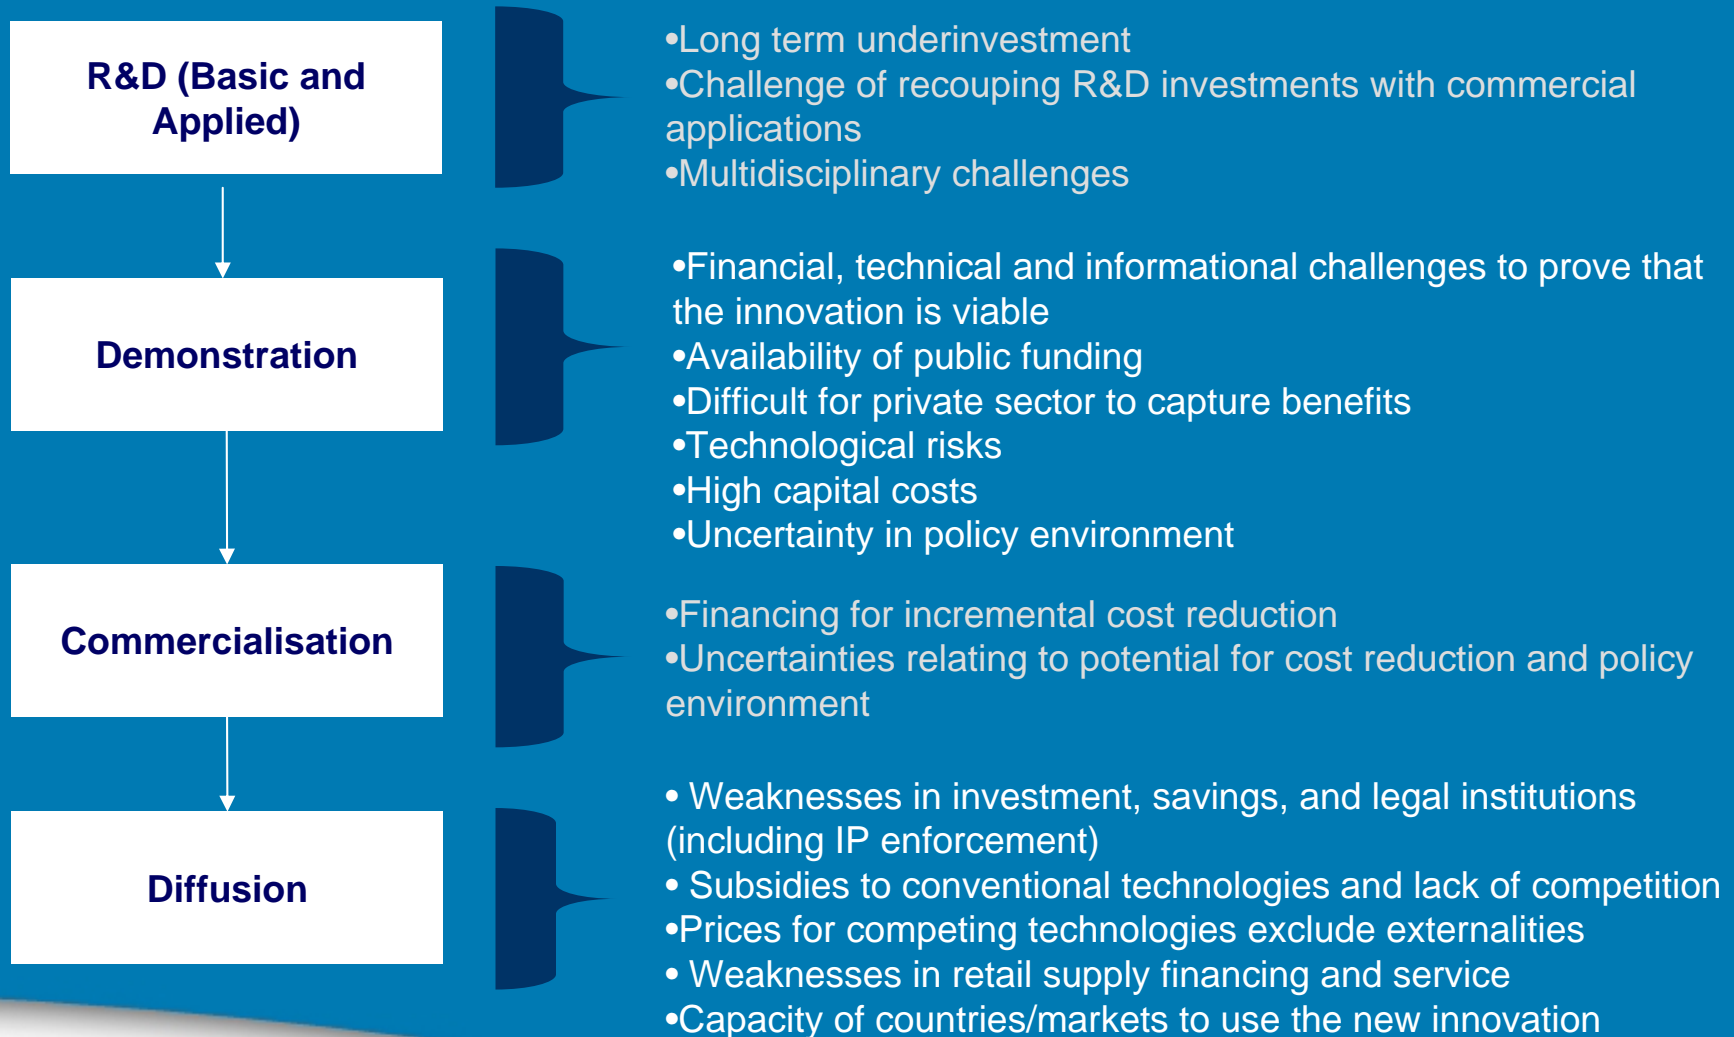 R&D (Basic and
Applied)
•Long term underinvestment
•Challenge of recouping R&D investments with commercial
applications
•Multidisciplinary challenges
Demonstration
•Financial, technical and informational challenges to prove that
the innovation is viable
•Availability of public funding
•Difficult for private sector to capture benefits
•Technological risks
•High capital costs
•Uncertainty in policy environment
Commercialisation
•Financing for incremental cost reduction
•Uncertainties relating to potential for cost reduction and policy
environment
Diffusion
• Weaknesses in investment, savings, and legal institutions
(including IP enforcement)
• Subsidies to conventional technologies and lack of competition
•Prices for competing technologies exclude externalities
• Weaknesses in retail supply financing and service
•Capacity of countries/markets to use the new innovation